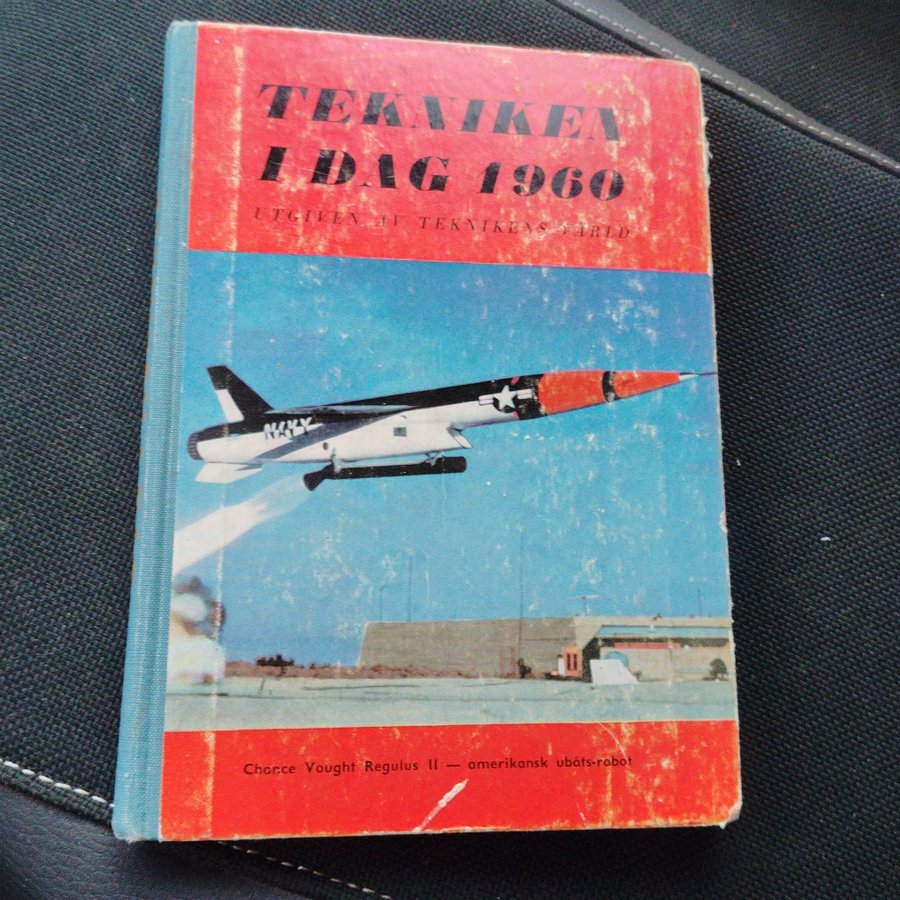 TEKNIKEN
I DAG 1960
UTGIVEN AV TEKNIKENS VÄRLD
NAVY
Chance Vought Regulus II — amerikansk ubåts-robot